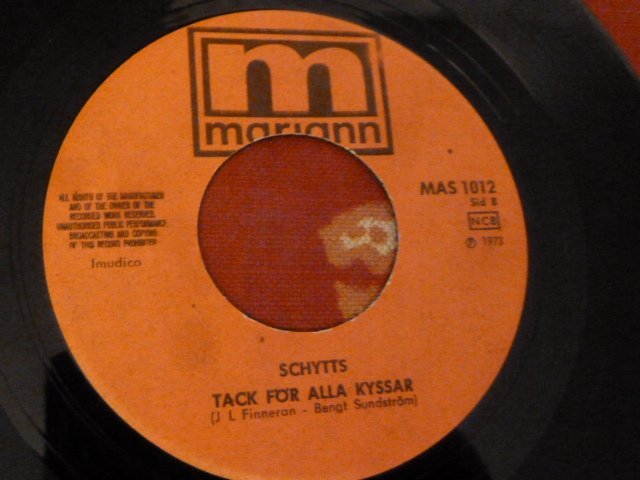 m
mariann
MAS 1012
Sid B
NCB
℗ 1973
ALL RIGHTS OF THE MANUFACTURER
AND OF THE OWNER OF THE
RECORDED WORK RESERVED.
UNAUTHORISED PUBLIC PERFORMANCE,
BROADCASTING AND COPYING
OF THIS RECORD PROHIBITED
Imudico
SCHYTTS
TACK FÖR ALLA KYSSAR
(J L Finneran - Bengt Sundström)